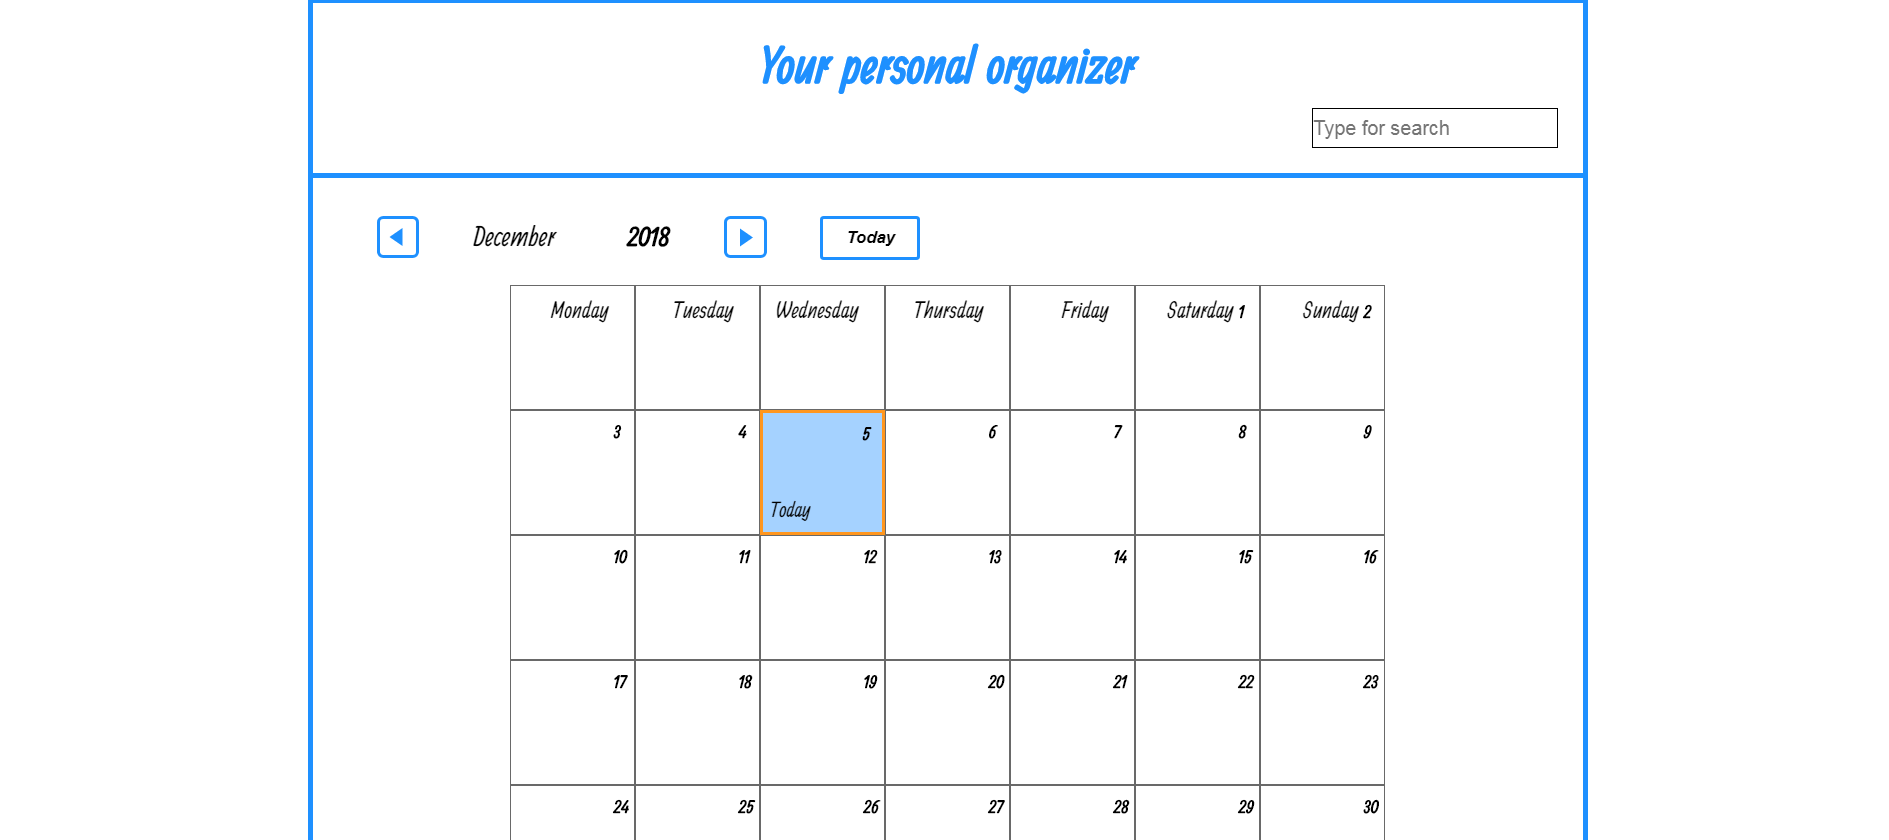 Your personal organizer
Type for search
December 2018 Today
Monday Tuesday Wednesday Thursday Friday Saturday 1 Sunday 2
3 4 5 6 7 8 9
Today
10 11 12 13 14 15 16
17 18 19 20 21 22 23
24 25 26 27 28 29 30